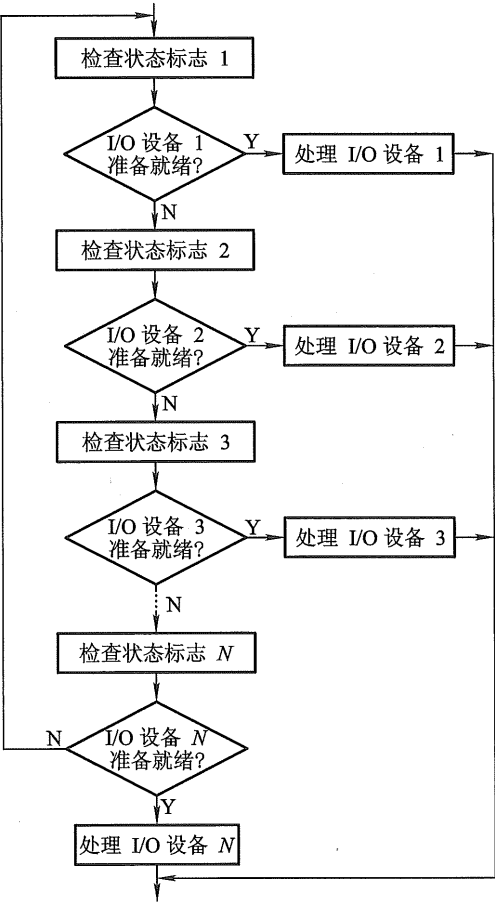 检查状态标志 1
I/O 设备 1
准备就绪?
Y
处理 I/O 设备 1
N
检查状态标志 2
I/O 设备 2
准备就绪?
Y
处理 I/O 设备 2
N
检查状态标志 3
I/O 设备 3
准备就绪?
Y
处理 I/O 设备 3
N
检查状态标志 N
N
I/O 设备 N
准备就绪?
Y
处理 I/O 设备 N